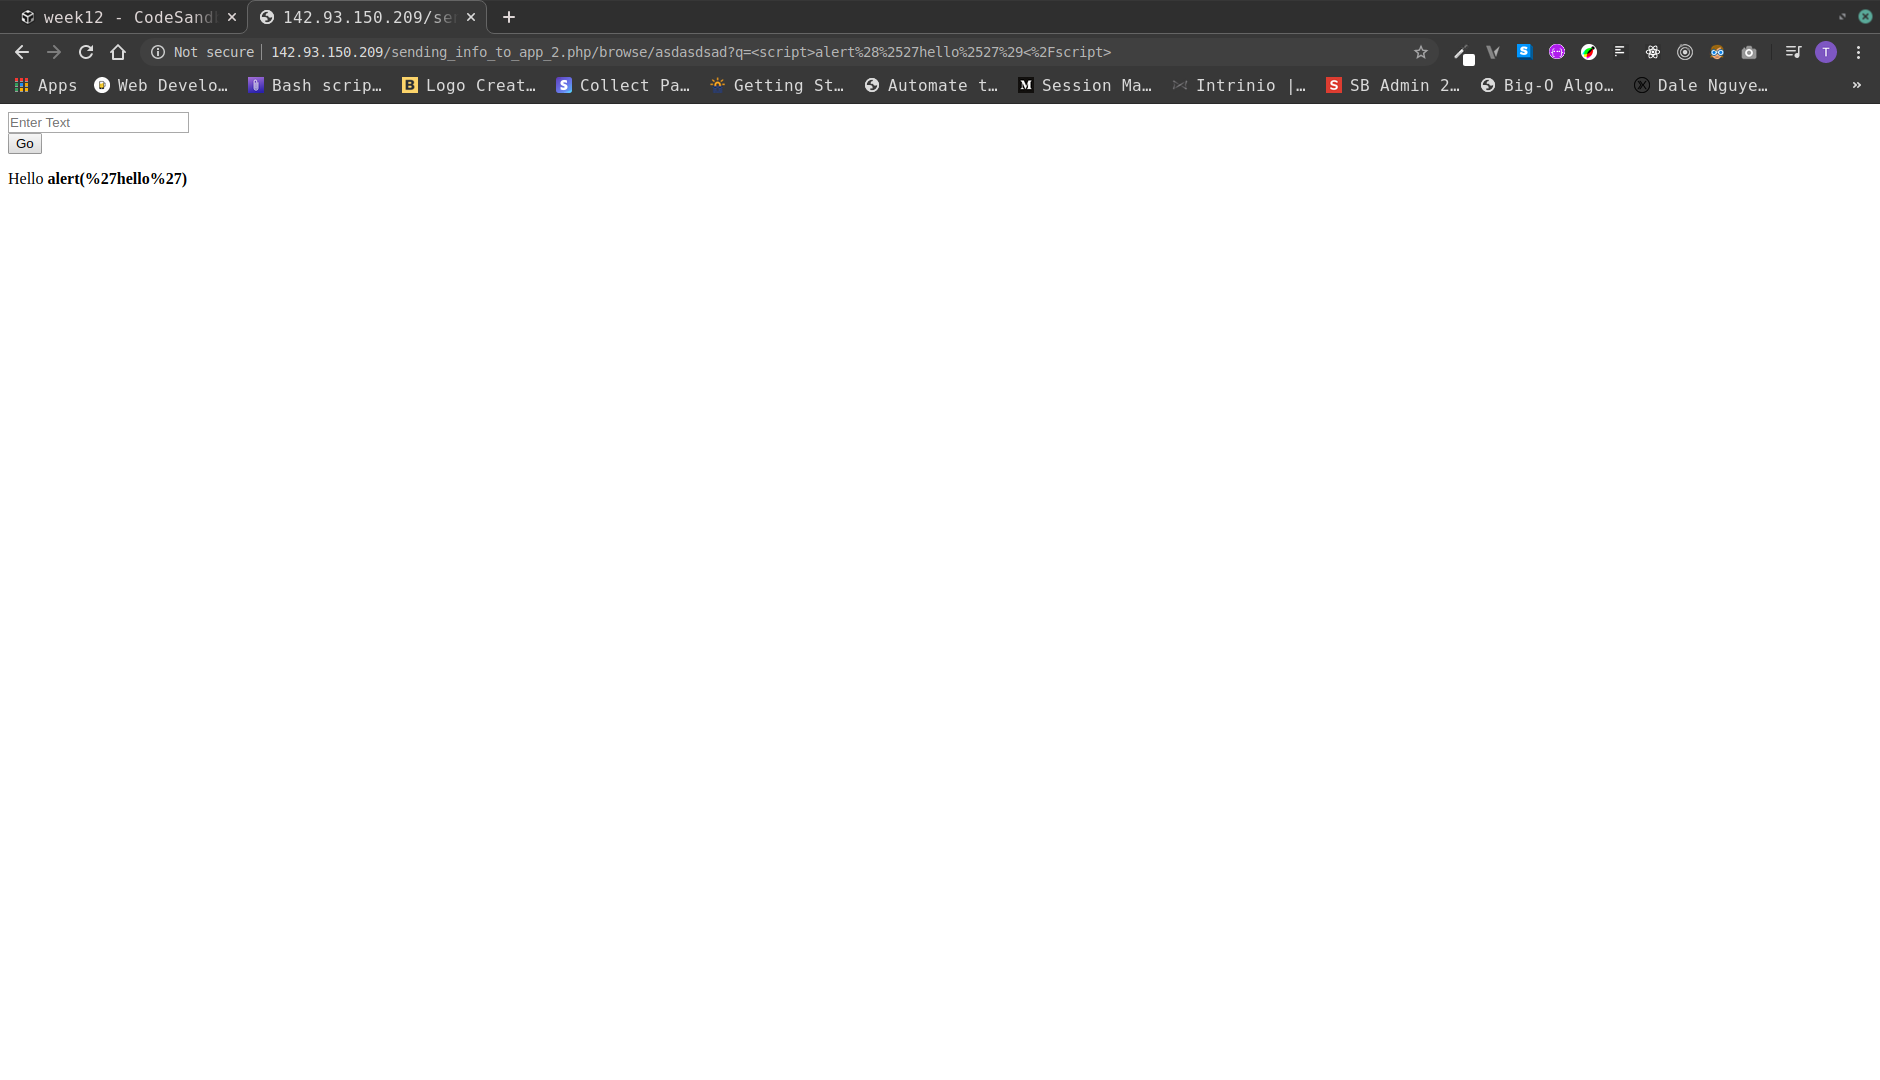 week12 - CodeSand
142.93.150.209/sen
Not secure
142.93.150.209/sending_info_to_app_2.php/browse/asdasdsad?q=<script>alert%28%2527hello%2527%29<%2Fscript>
T
Apps
Web Develo…
Bash scrip…
Logo Creat…
Collect Pa…
Getting St…
Automate t…
Session Ma…
Intrinio |…
SB Admin 2…
Big-O Algo…
Dale Nguye…
»
Enter Text
Go
Hello alert(%27hello%27)